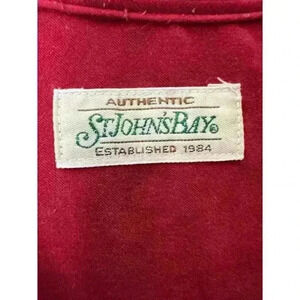 AUTHENTIC
ST. JOHN'S BAY®
ESTABLISHED 1984